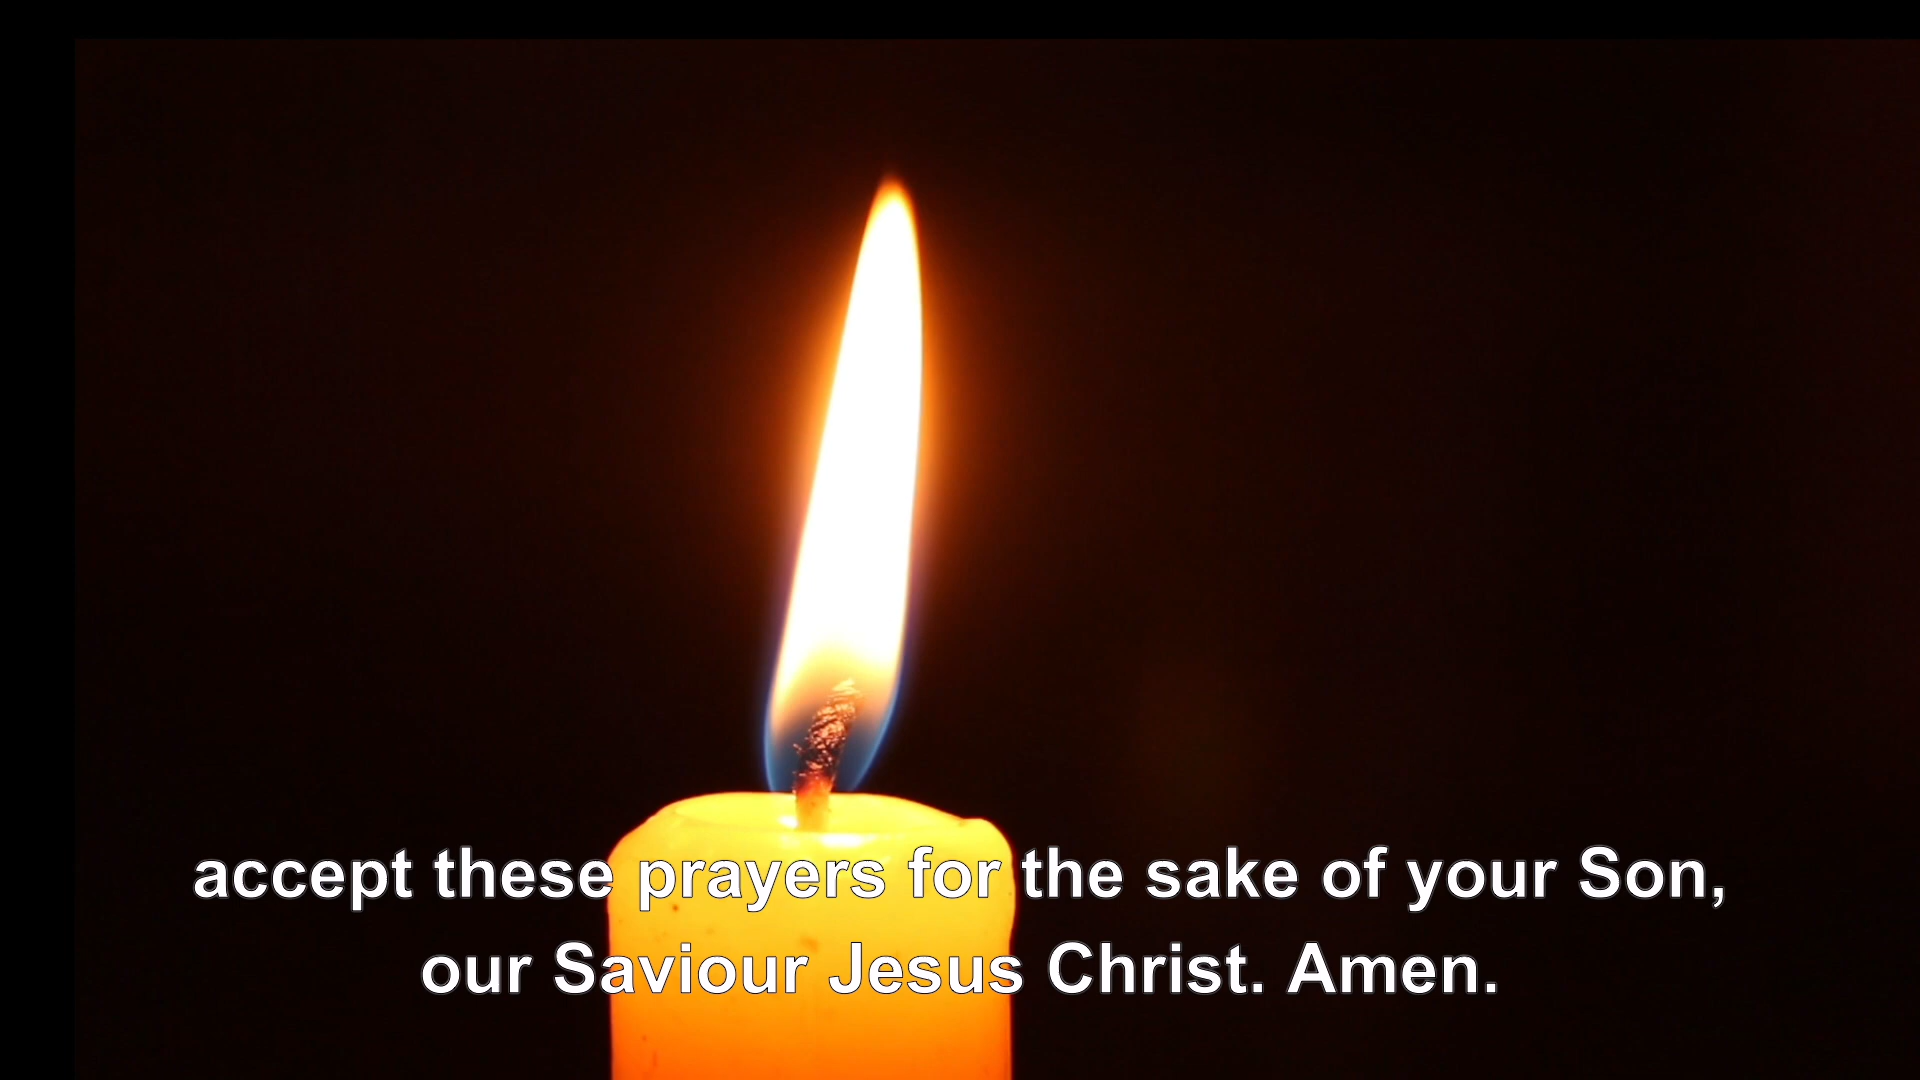 accept these prayers for the sake of your Son,
our Saviour Jesus Christ. Amen.